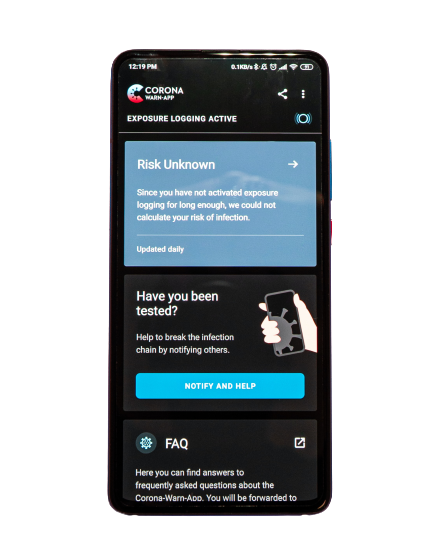 12:19 PM 0.1KB/s
CORONA
WARN-APP
EXPOSURE LOGGING ACTIVE
Risk Unknown
Since you have not activated exposure
logging for long enough, we could not
calculate your risk of infection.
Updated daily
Have you been
tested?
Help to break the infection
chain by notifying others.
NOTIFY AND HELP
FAQ
Here you can find answers to
frequently asked questions about the
Corona-Warn-App. You will be forwarded to